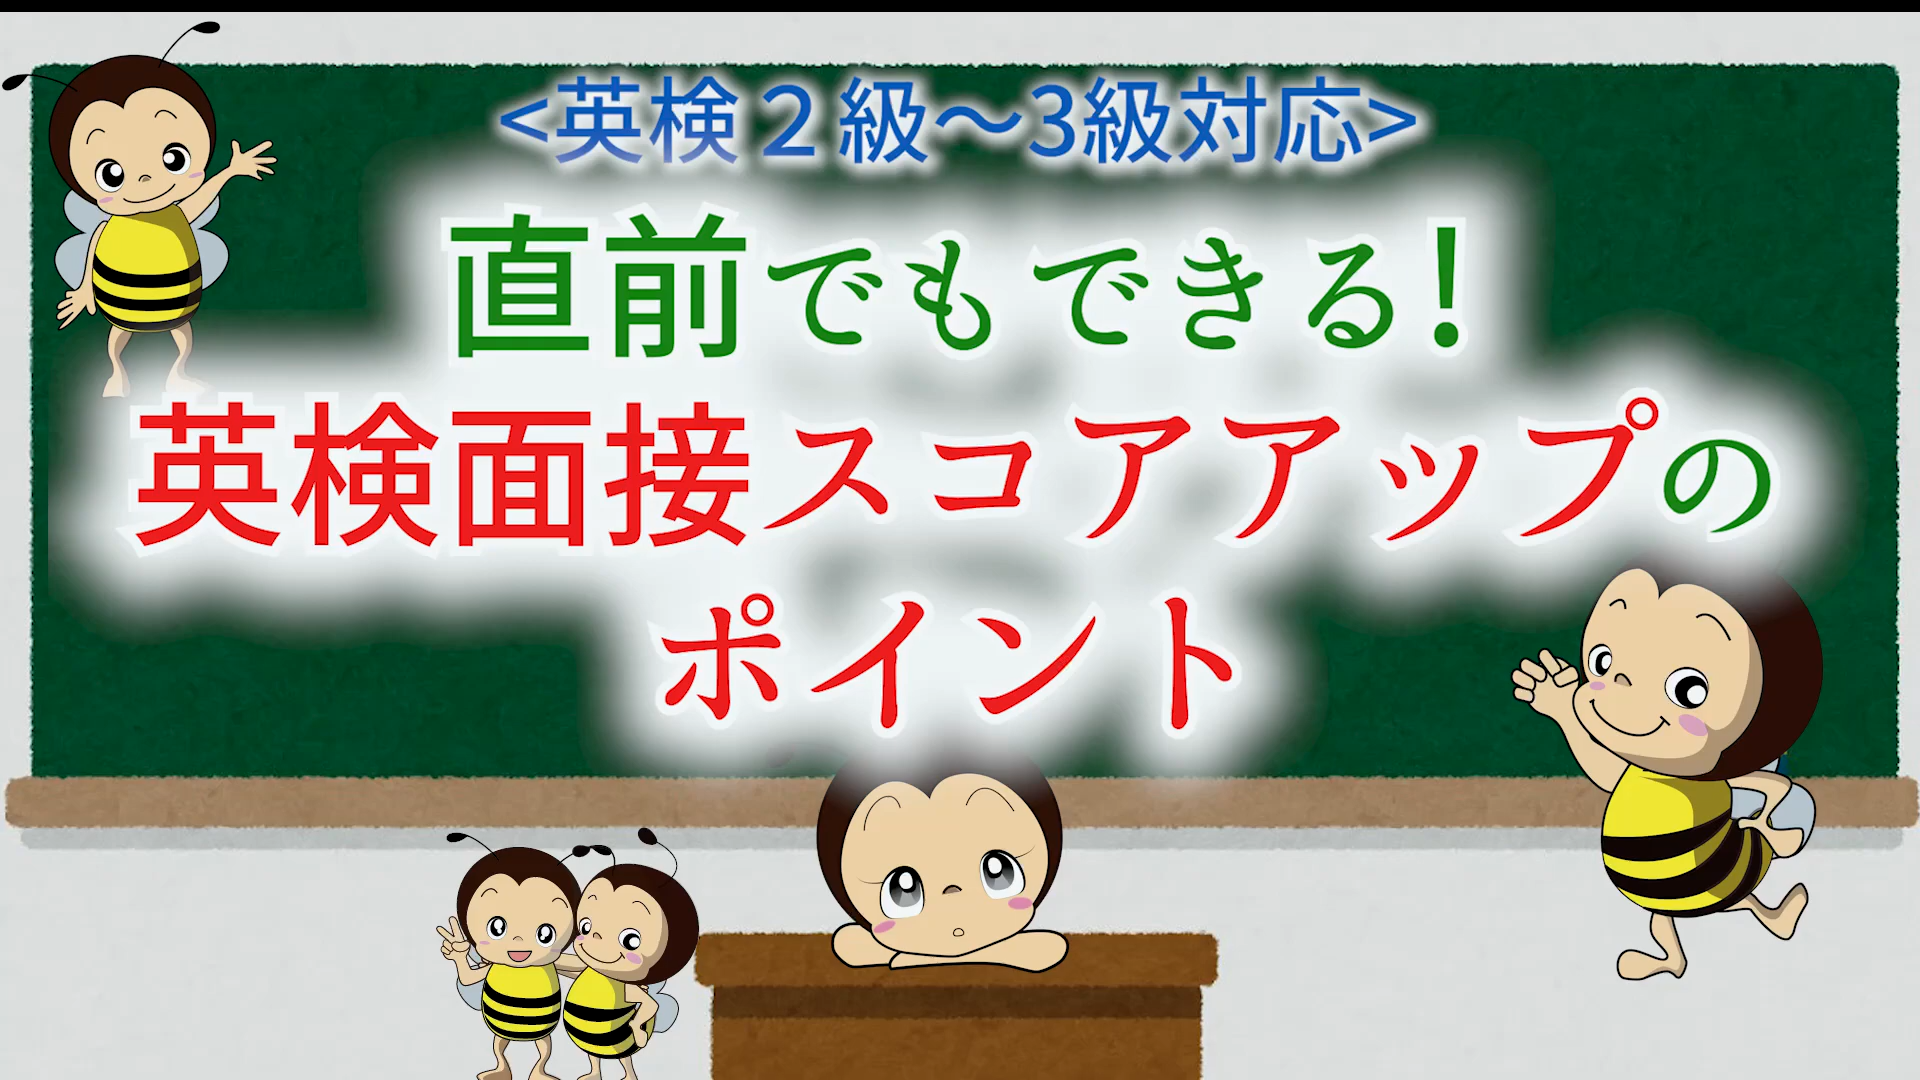 <英検２級～3級対応>
直前でもできる！
英検面接スコアアップの
ポイント